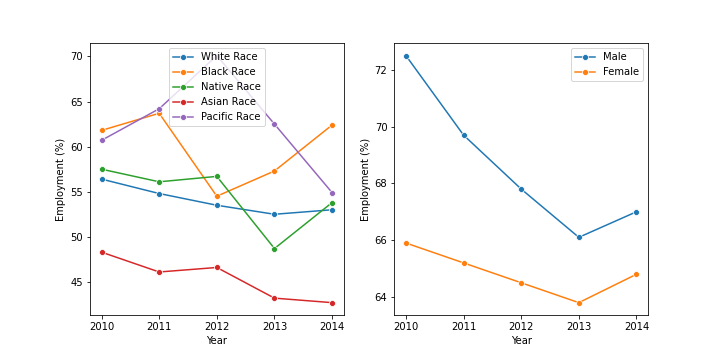 70
65
60
55
50
45
Employment (%)
2010 2011 2012 2013 2014
Year
White Race
Black Race
Native Race
Asian Race
Pacific Race
72
70
68
66
64
Employment (%)
2010 2011 2012 2013 2014
Year
Male
Female